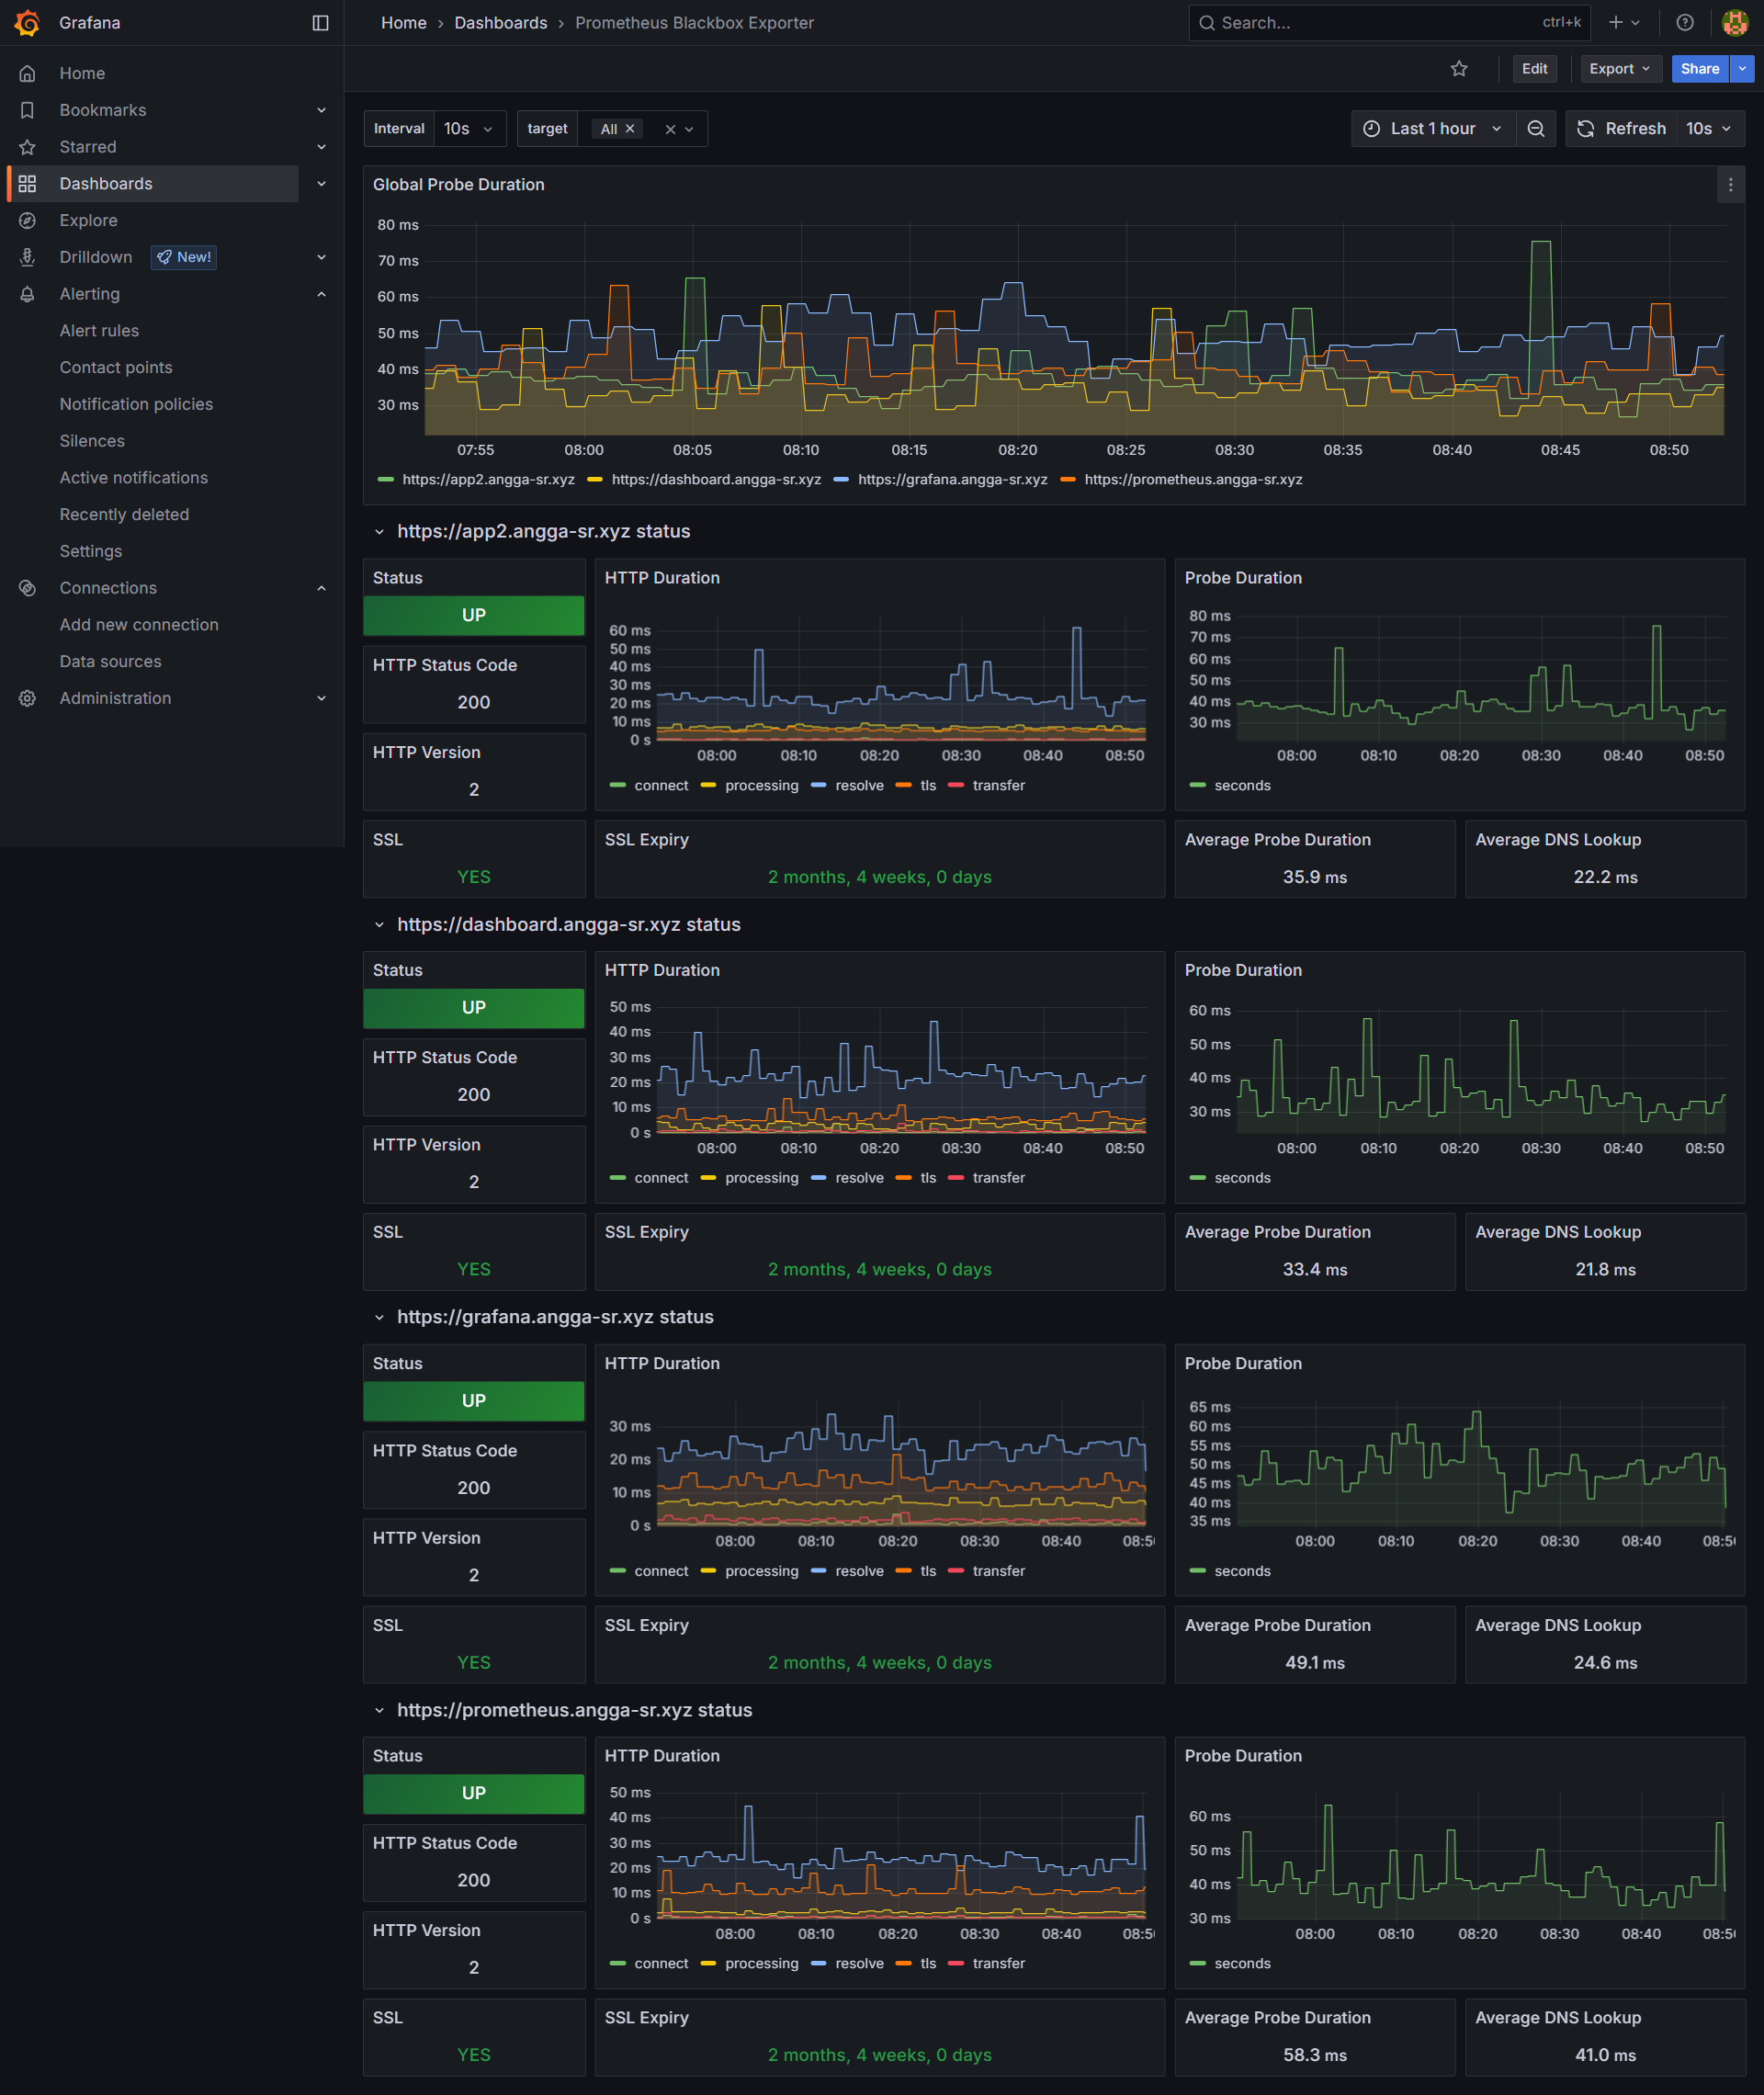 Grafana
Home › Dashboards › Prometheus Blackbox Exporter
Search... ctrl+k
Home
Bookmarks
Starred
Dashboards
Explore
Drilldown New!
Alerting
Alert rules
Contact points
Notification policies
Silences
Active notifications
Recently deleted
Settings
Connections
Add new connection
Data sources
Administration
Edit Export Share
Interval 10s target All
Last 1 hour Refresh 10s
Global Probe Duration
80 ms
70 ms
60 ms
50 ms
40 ms
30 ms
07:55 08:00 08:05 08:10 08:15 08:20 08:25 08:30 08:35 08:40 08:45 08:50
https://app2.angga-sr.xyz https://dashboard.angga-sr.xyz https://grafana.angga-sr.xyz https://prometheus.angga-sr.xyz
https://app2.angga-sr.xyz status
Status
UP
HTTP Status Code
200
HTTP Version
2
HTTP Duration
60 ms
50 ms
40 ms
30 ms
20 ms
10 ms
0 s
08:00 08:10 08:20 08:30 08:40 08:50
connect processing resolve tls transfer
Probe Duration
80 ms
70 ms
60 ms
50 ms
40 ms
30 ms
08:00 08:10 08:20 08:30 08:40 08:50
seconds
SSL
YES
SSL Expiry
2 months, 4 weeks, 0 days
Average Probe Duration
35.9 ms
Average DNS Lookup
22.2 ms
https://dashboard.angga-sr.xyz status
Status
UP
HTTP Status Code
200
HTTP Version
2
HTTP Duration
50 ms
40 ms
30 ms
20 ms
10 ms
0 s
08:00 08:10 08:20 08:30 08:40 08:50
connect processing resolve tls transfer
Probe Duration
60 ms
50 ms
40 ms
30 ms
08:00 08:10 08:20 08:30 08:40 08:50
seconds
SSL
YES
SSL Expiry
2 months, 4 weeks, 0 days
Average Probe Duration
33.4 ms
Average DNS Lookup
21.8 ms
https://grafana.angga-sr.xyz status
Status
UP
HTTP Status Code
200
HTTP Version
2
HTTP Duration
30 ms
20 ms
10 ms
0 s
08:00 08:10 08:20 08:30 08:40
connect processing resolve tls transfer
Probe Duration
65 ms
60 ms
55 ms
50 ms
45 ms
40 ms
35 ms
08:00 08:10 08:20 08:30 08:40
seconds
SSL
YES
SSL Expiry
2 months, 4 weeks, 0 days
Average Probe Duration
49.1 ms
Average DNS Lookup
24.6 ms
https://prometheus.angga-sr.xyz status
Status
UP
HTTP Status Code
200
HTTP Version
2
HTTP Duration
50 ms
40 ms
30 ms
20 ms
10 ms
0 s
08:00 08:10 08:20 08:30 08:40
connect processing resolve tls transfer
Probe Duration
60 ms
50 ms
40 ms
30 ms
08:00 08:10 08:20 08:30 08:40
seconds
SSL
YES
SSL Expiry
2 months, 4 weeks, 0 days
Average Probe Duration
58.3 ms
Average DNS Lookup
41.0 ms